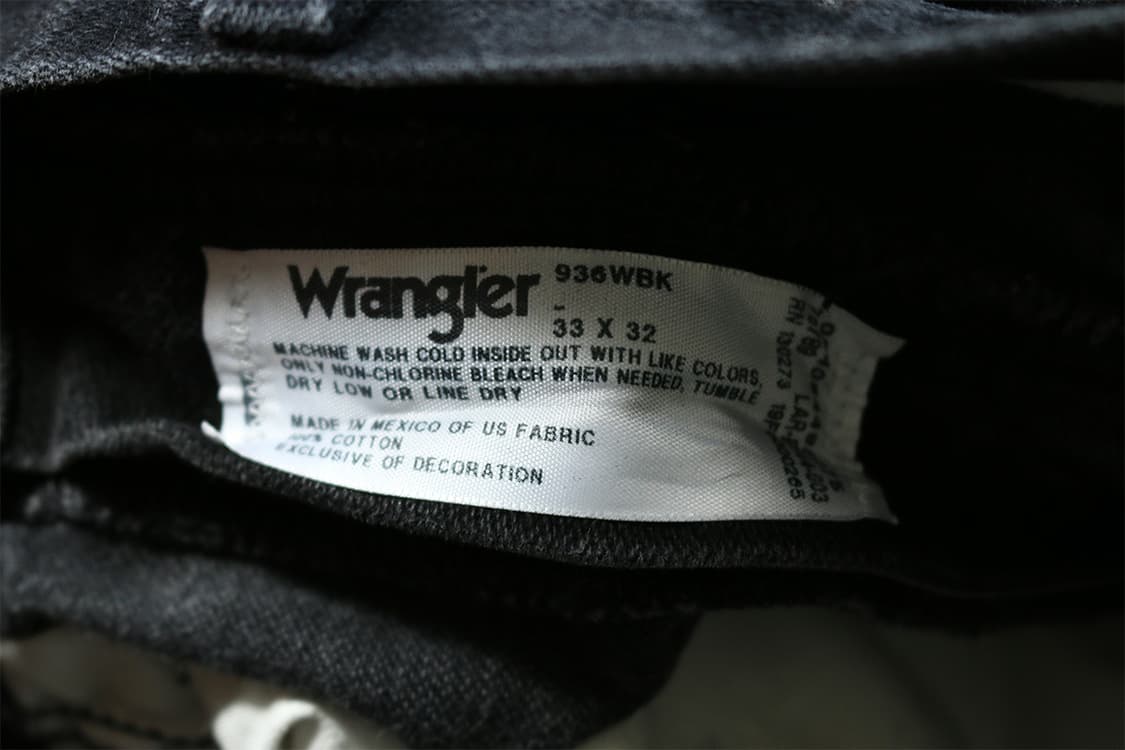 Wrangler
936WBK
-
33 X 32
MACHINE WASH COLD INSIDE OUT WITH LIKE COLORS,
ONLY NON-CHLORINE BLEACH WHEN NEEDED, TUMBLE
DRY LOW OR LINE DRY
MADE IN MEXICO OF US FABRIC
100% COTTON
EXCLUSIVE OF DECORATION
RN 130273